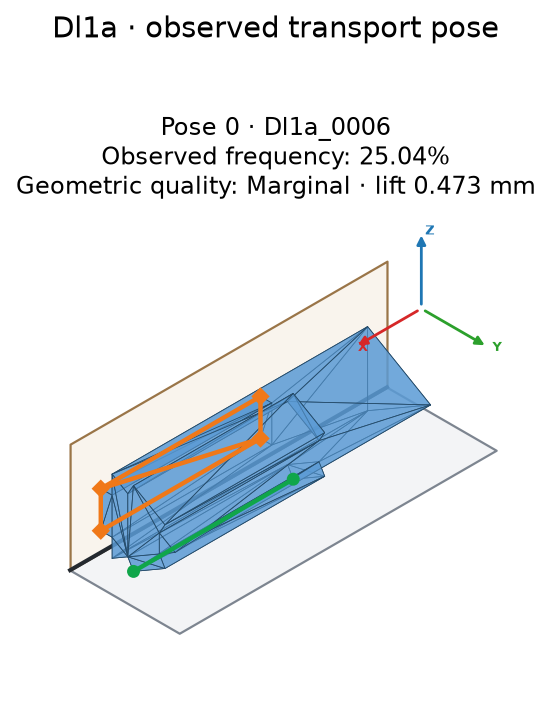 Dl1a · observed transport pose
Pose 0 · Dl1a_0006
Observed frequency: 25.04%
Geometric quality: Marginal · lift 0.473 mm
Z
X
Y